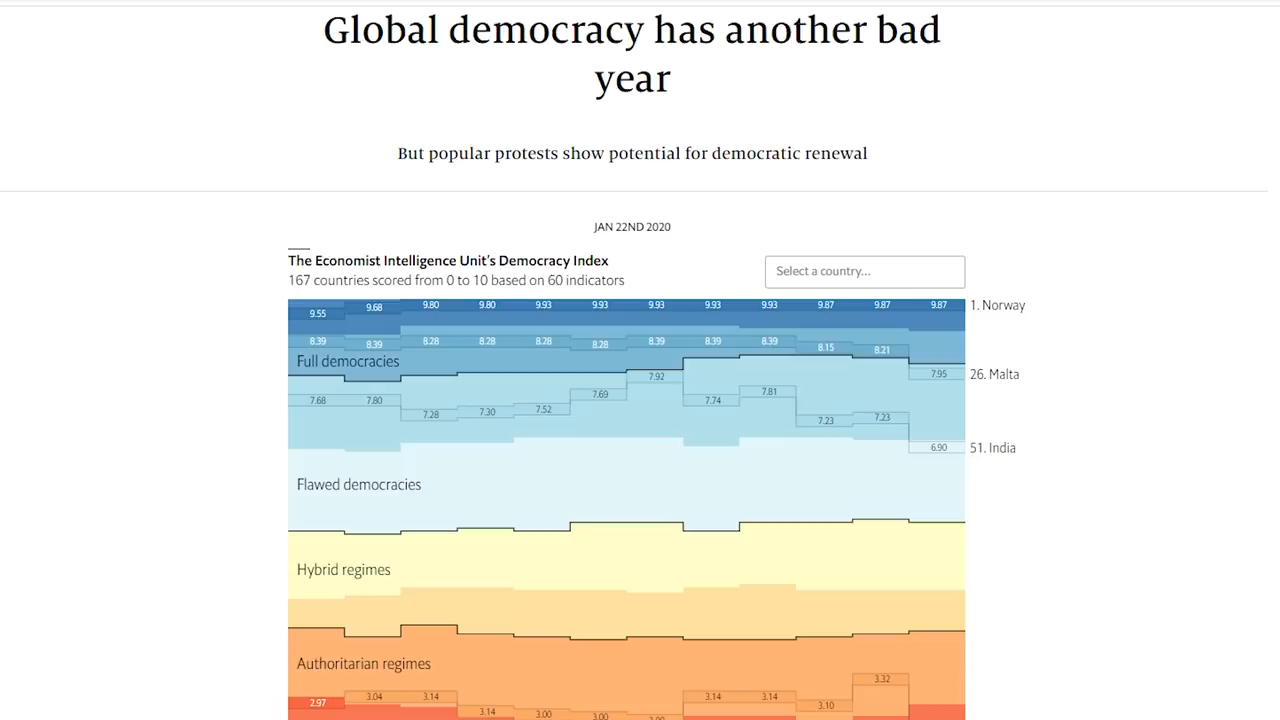 Global democracy has another bad
year
But popular protests show potential for democratic renewal
JAN 22ND 2020
The Economist Intelligence Unit's Democracy Index
167 countries scored from 0 to 10 based on 60 indicators
Select a country...
9.55 9.68 9.80 9.80 9.93 9.93 9.93 9.93 9.93 9.87 9.87 9.87 1. Norway
8.39 8.39 8.28 8.28 8.28 8.28 8.39 8.39 8.39 8.15 8.21
Full democracies
7.68 7.80 7.28 7.30 7.52 7.69 7.92 7.74 7.81 7.23 7.23 7.95 26. Malta
6.90 51. India
Flawed democracies
Hybrid regimes
Authoritarian regimes
2.97 3.04 3.14 3.14 3.00 3.00 3.14 3.14 3.10 3.32